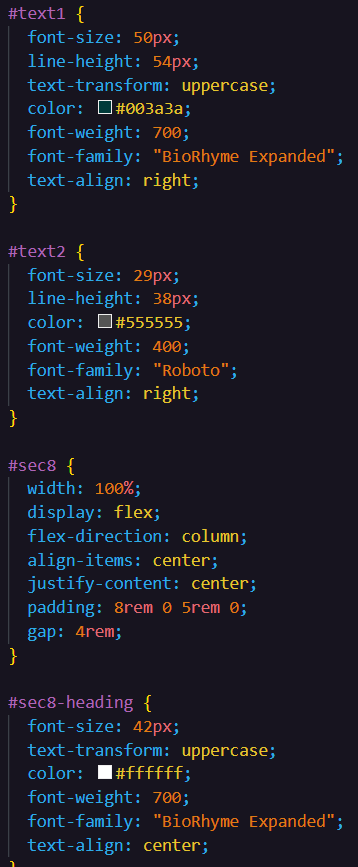 #text1 {
  font-size: 50px;
  line-height: 54px;
  text-transform: uppercase;
  color: #003a3a;
  font-weight: 700;
  font-family: "BioRhyme Expanded";
  text-align: right;
}

#text2 {
  font-size: 29px;
  line-height: 38px;
  color: #555555;
  font-weight: 400;
  font-family: "Roboto";
  text-align: right;
}

#sec8 {
  width: 100%;
  display: flex;
  flex-direction: column;
  align-items: center;
  justify-content: center;
  padding: 8rem 0 5rem 0;
  gap: 4rem;
}

#sec8-heading {
  font-size: 42px;
  text-transform: uppercase;
  color: #ffffff;
  font-weight: 700;
  font-family: "BioRhyme Expanded";
  text-align: center;
}